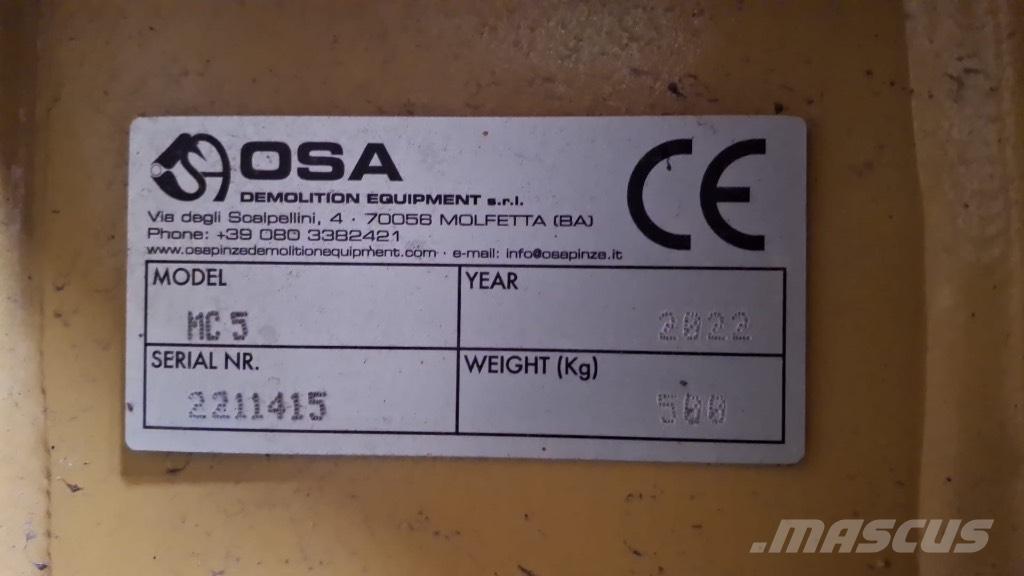 OSA
DEMOLITION EQUIPMENT s.r.l.
Via degli Scalpellini, 4 · 70056 MOLFETTA (BA)
Phone: +39 080 3382421
www.osapinzedemolitionequipment.com · e-mail: info@osapinze.it
CE
MODEL
MC 5
YEAR
2022
SERIAL NR.
2211415
WEIGHT (Kg)
500
.MASCUS